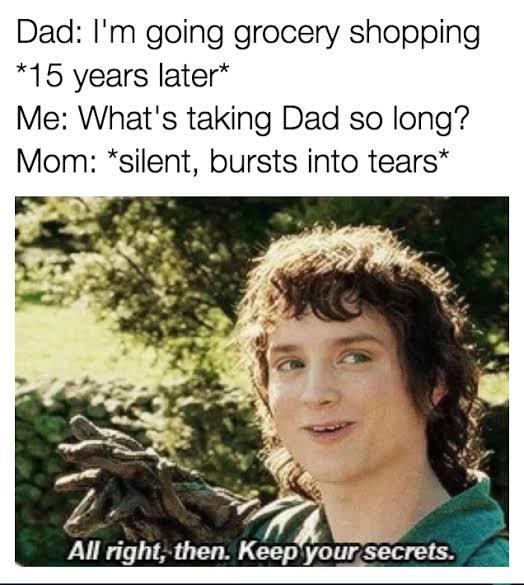 Dad: I'm going grocery shopping
*15 years later*
Me: What's taking Dad so long?
Mom: *silent, bursts into tears*
All right, then. Keep your secrets.